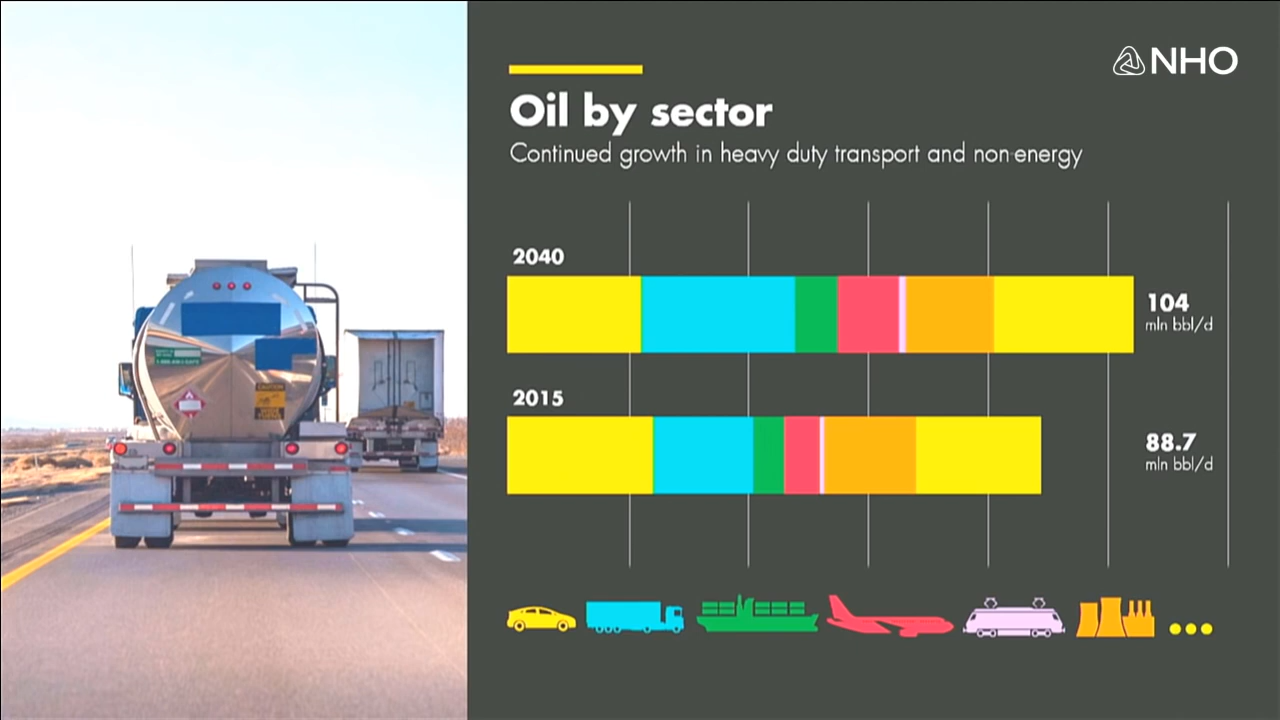 NHO
Oil by sector
Continued growth in heavy duty transport and non-energy
2040
104
mln bbl/d
2015
88.7
mln bbl/d
CAUTION